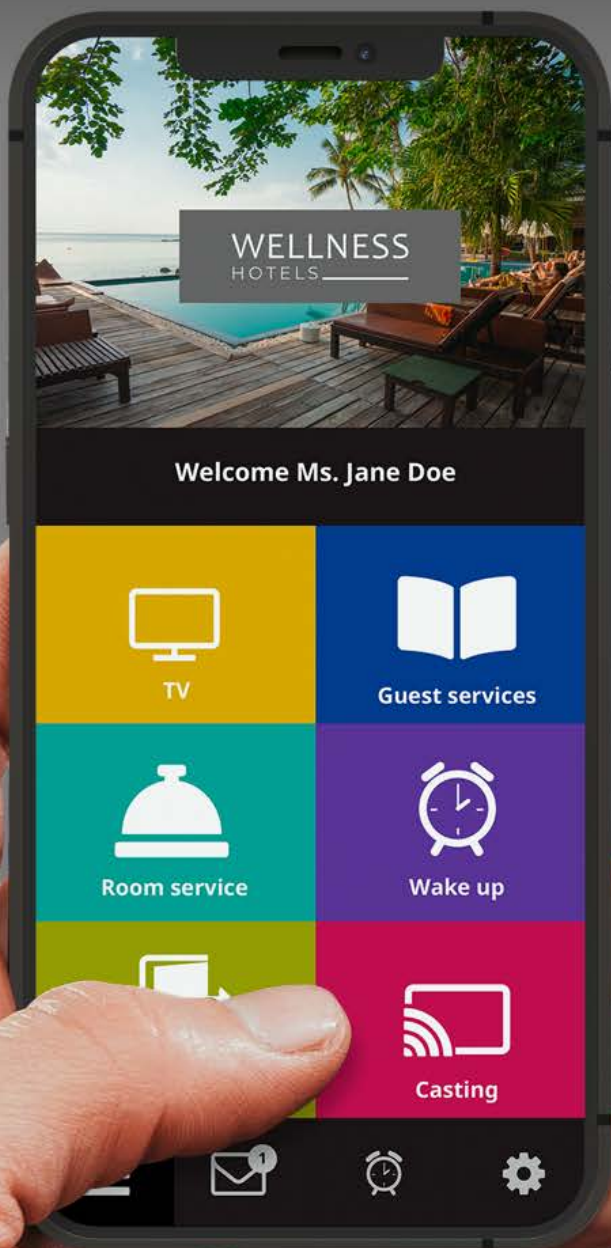 WELLNESS
HOTELS
Welcome Ms. Jane Doe
TV
Guest services
Room service
Wake up
Casting
1